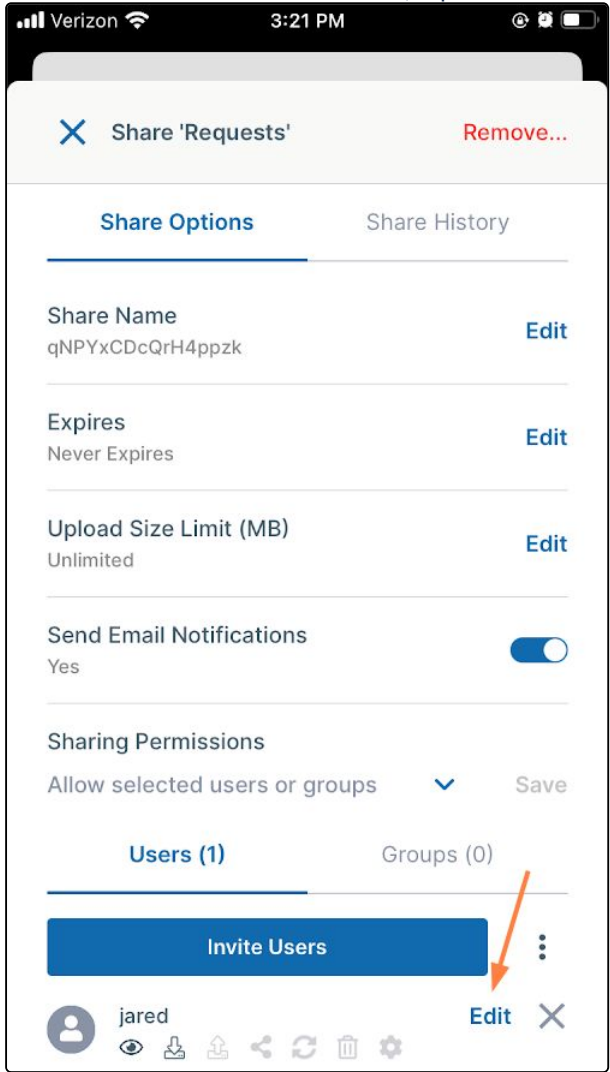 Verizon 3:21 PM
Share 'Requests' Remove...
Share Options Share History
Share Name
Edit
qNPYxCDcQrH4ppzk
Expires
Edit
Never Expires
Upload Size Limit (MB)
Edit
Unlimited
Send Email Notifications
Yes
Sharing Permissions
Allow selected users or groups Save
Users (1) Groups (0)
Invite Users
jared Edit